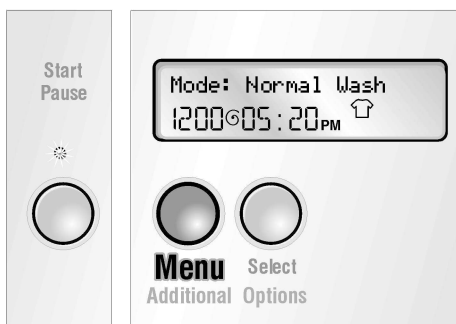 Start
Pause
Mode: Normal Wash
1200 05:20PM
Menu Select
Additional Options